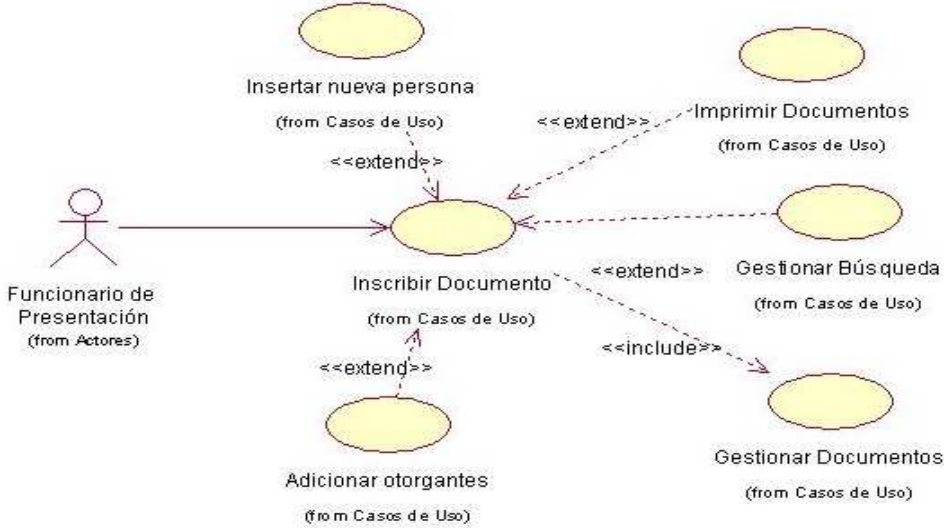 Insertar nueva persona
(from Casos de Uso)
<<extend>>
<<extend>>
Imprimir Documentos
(from Casos de Uso)
Funcionario de
Presentación
(from Actores)
Inscribir Documento
(from Casos de Uso)
<<extend>>
Gestionar Búsqueda
(from Casos de Uso)
<<include>>
<<extend>>
Adicionar otorgantes
(from Casos de Uso)
Gestionar Documentos
(from Casos de Uso)